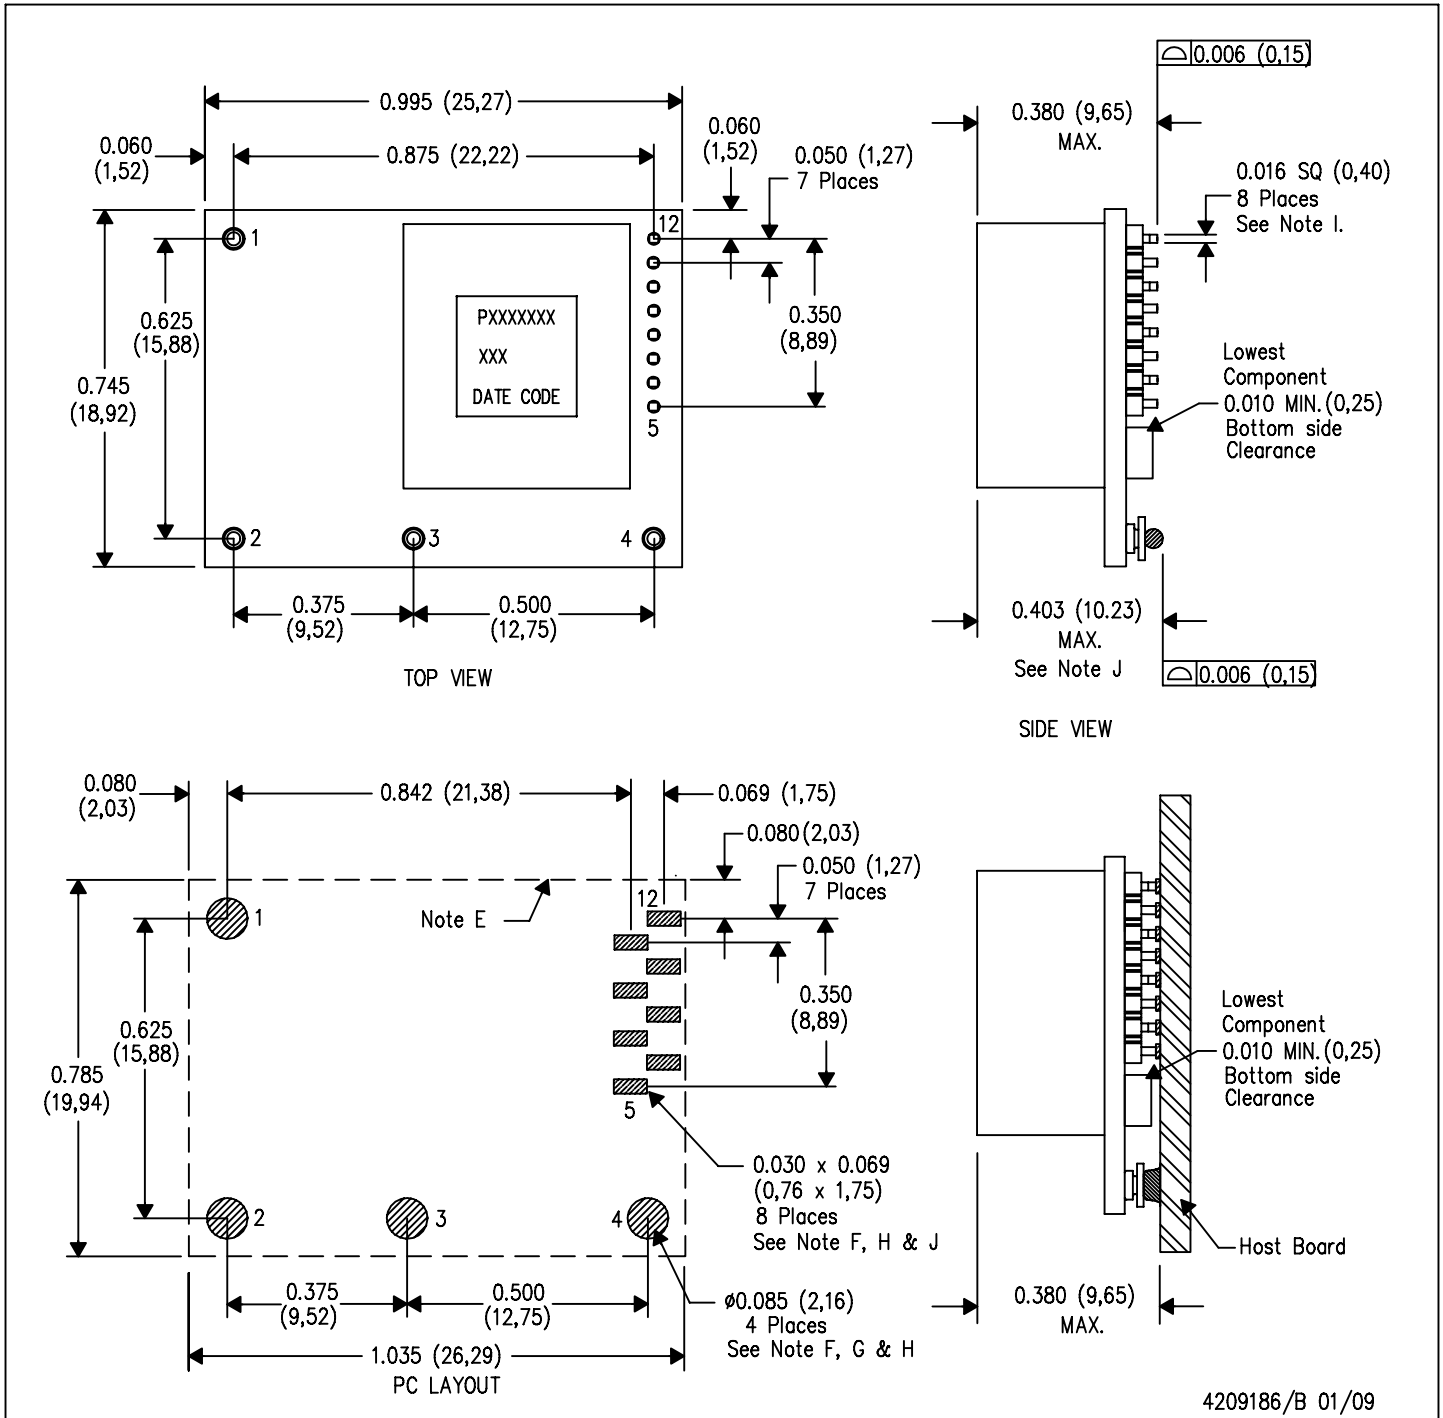 0.006 (0,15)
0.995 (25,27)
0.380 (9,65)
MAX.
0.060
(1,52)
0.875 (22,22)
0.060
(1,52)
0.050 (1,27)
7 Places
0.016 SQ (0,40)
8 Places
See Note I.
1
12
0.625
(15,88)
PXXXXXXX
XXX
DATE CODE
0.350
(8,89)
0.745
(18,92)
Lowest
Component
0.010 MIN.(0,25)
Bottom side
Clearance
5
2
3
4
0.375
(9,52)
0.500
(12,75)
0.403 (10.23)
MAX.
See Note J
0.006 (0,15)
TOP VIEW
SIDE VIEW
0.080
(2,03)
0.842 (21,38)
0.069 (1,75)
0.080(2,03)
0.050 (1,27)
7 Places
Note E
1
12
0.625
(15,88)
0.350
(8,89)
0.785
(19,94)
Lowest
Component
0.010 MIN.(0,25)
Bottom side
Clearance
5
0.030 x 0.069
(0,76 x 1,75)
8 Places
See Note F, H & J
2
3
4
Host Board
0.375
(9,52)
0.500
(12,75)
ø0.085 (2,16)
4 Places
See Note F, G & H
0.380 (9,65)
MAX.
1.035 (26,29)
PC LAYOUT
4209186/B 01/09